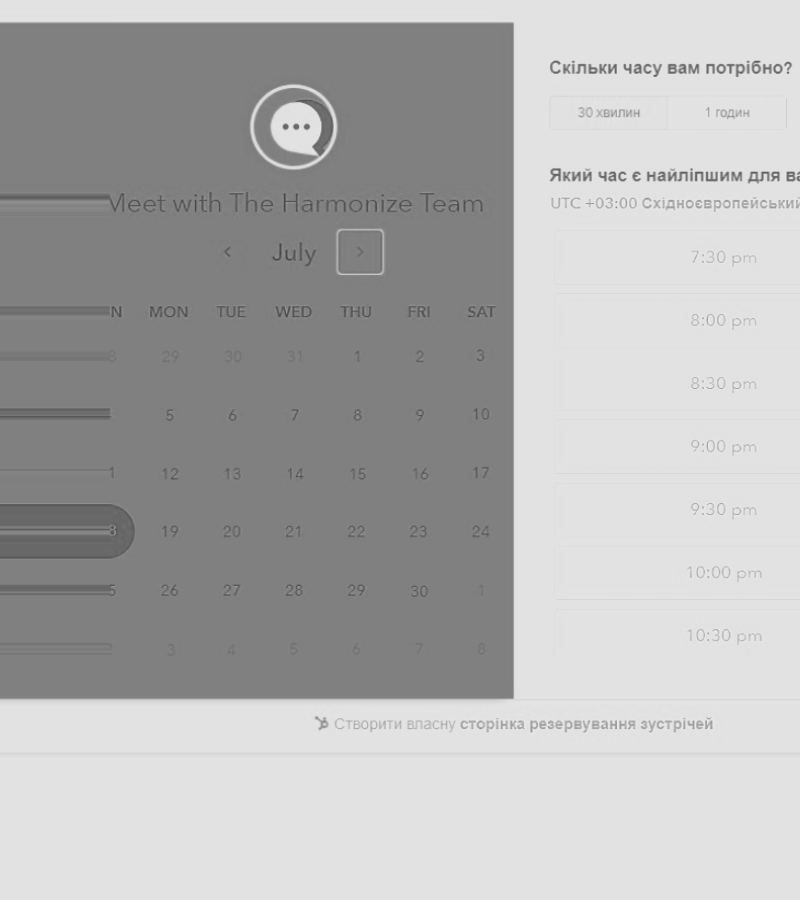 Meet with The Harmonize Team
July
N MON TUE WED THU FRI SAT
8 29 30 31 1 2 3
5 6 7 8 9 10
1 12 13 14 15 16 17
8 19 20 21 22 23 24
5 26 27 28 29 30 1
3 4 5 6 7 8
Скільки часу вам потрібно?
30 хвилин 1 годин
Який час є найліпшим для ва
UTC +03:00 Східноєвропейський
7:30 pm
8:00 pm
8:30 pm
9:00 pm
9:30 pm
10:00 pm
10:30 pm
Створити власну сторінка резервування зустрічей